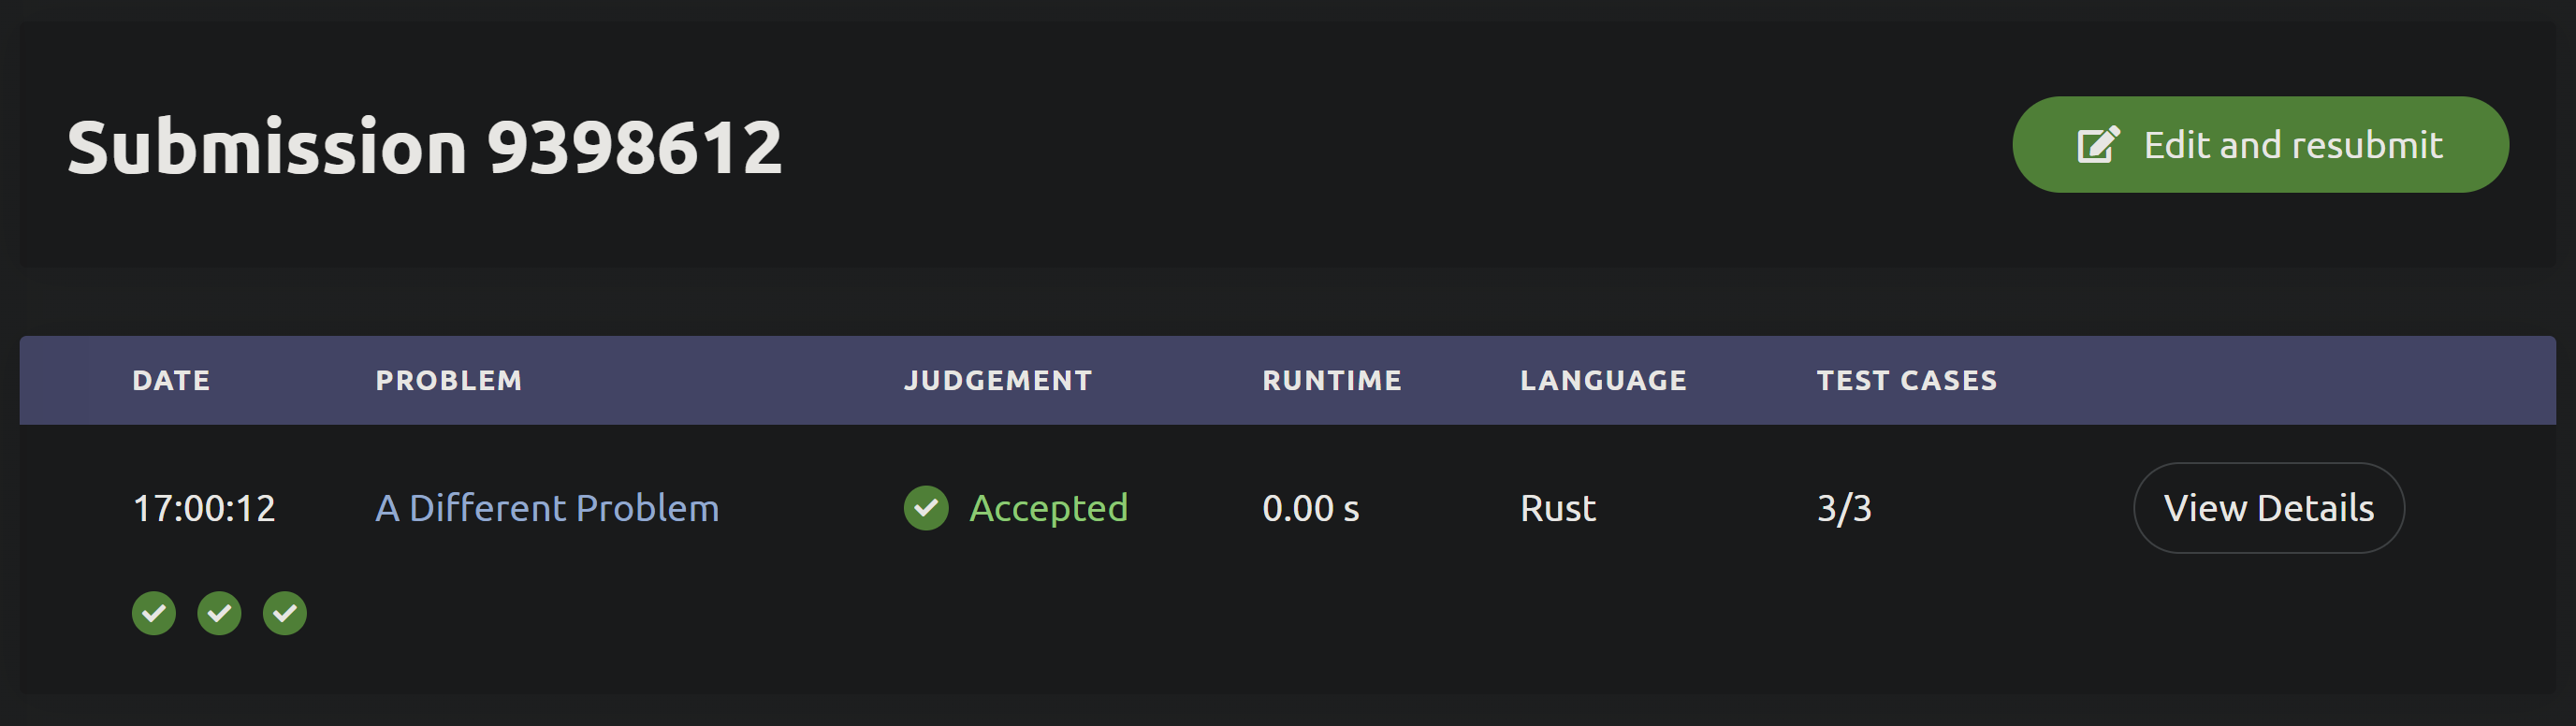 Submission 9398612
Edit and resubmit
DATE PROBLEM JUDGEMENT RUNTIME LANGUAGE TEST CASES
17:00:12 A Different Problem Accepted 0.00 s Rust 3/3 View Details